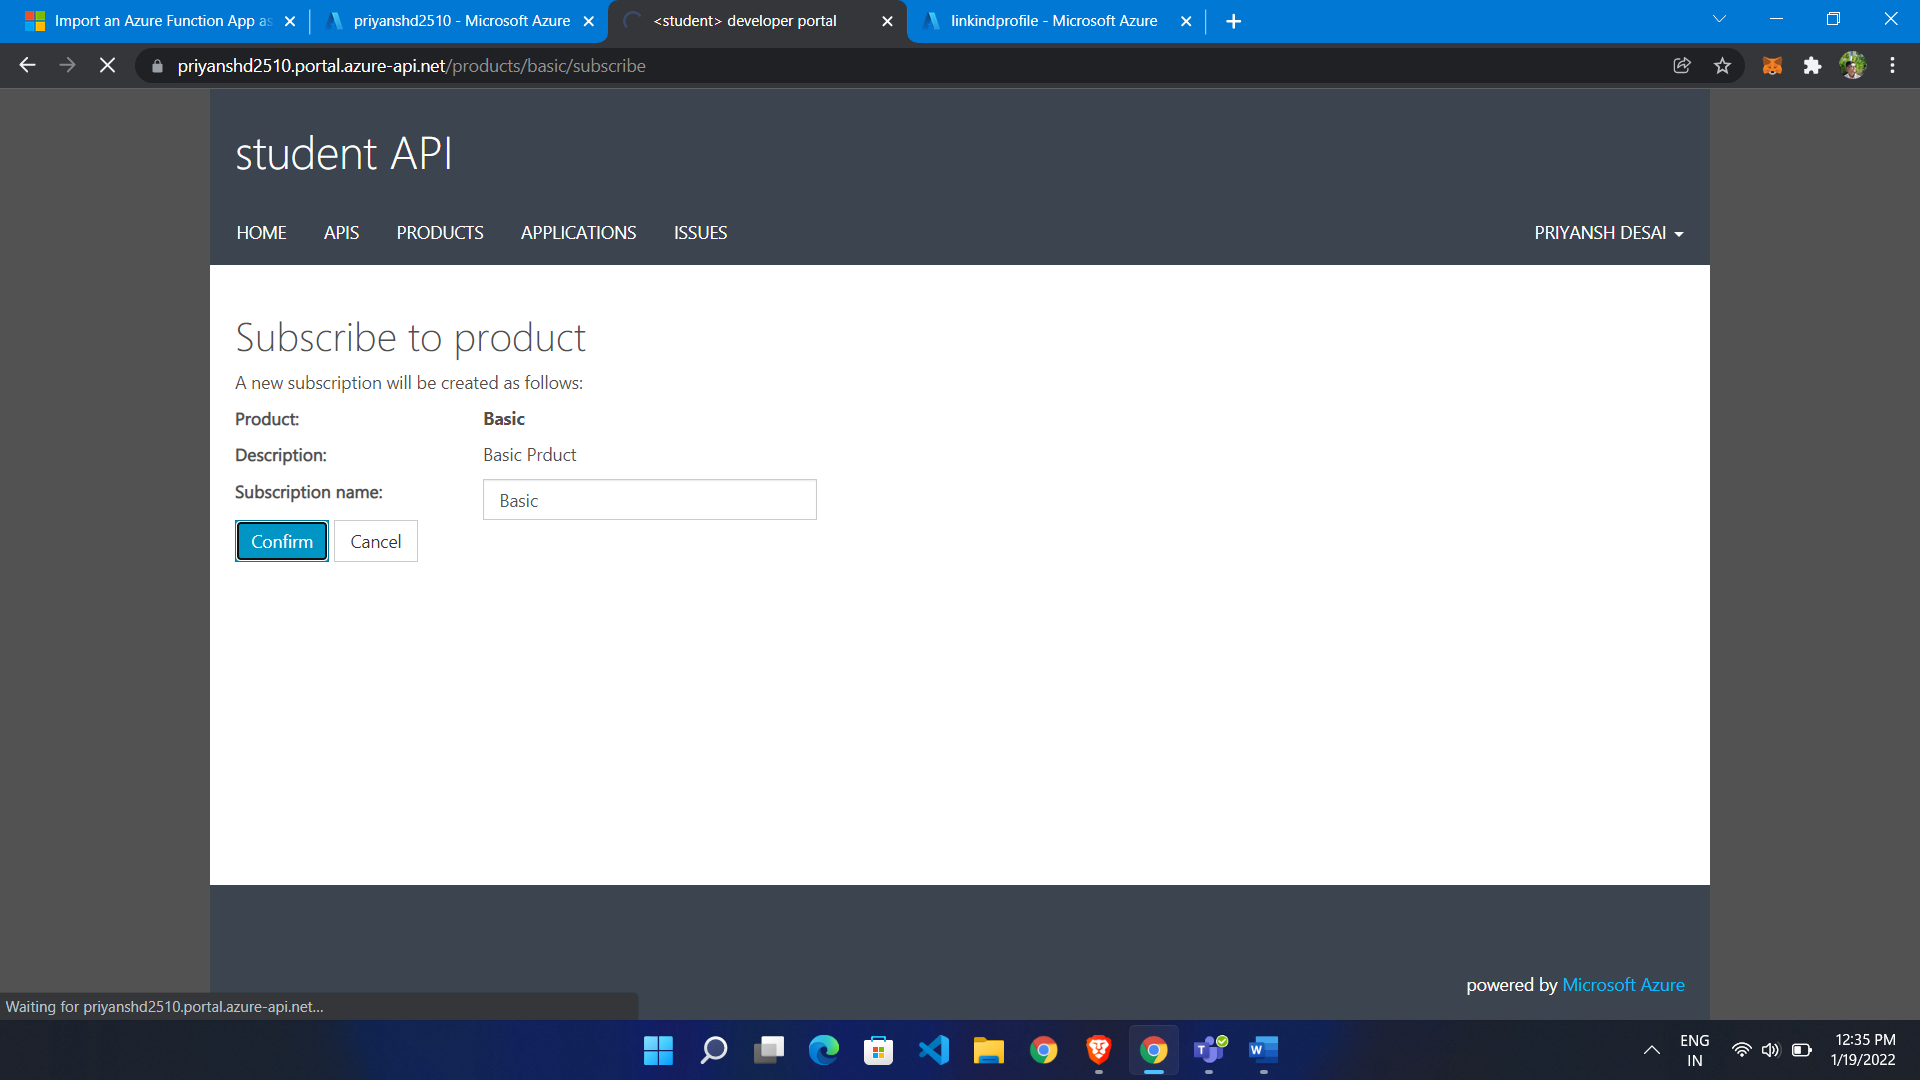 Import an Azure Function App as
priyanshd2510 - Microsoft Azure
<student> developer portal
linkindprofile - Microsoft Azure
priyanshd2510.portal.azure-api.net/products/basic/subscribe
student API
HOME APIS PRODUCTS APPLICATIONS ISSUES PRIYANSH DESAI
Subscribe to product
A new subscription will be created as follows:
Product: Basic
Description: Basic Prduct
Subscription name: Basic
Confirm Cancel
powered by Microsoft Azure
Waiting for priyanshd2510.portal.azure-api.net...
ENG 12:35 PM
IN 1/19/2022